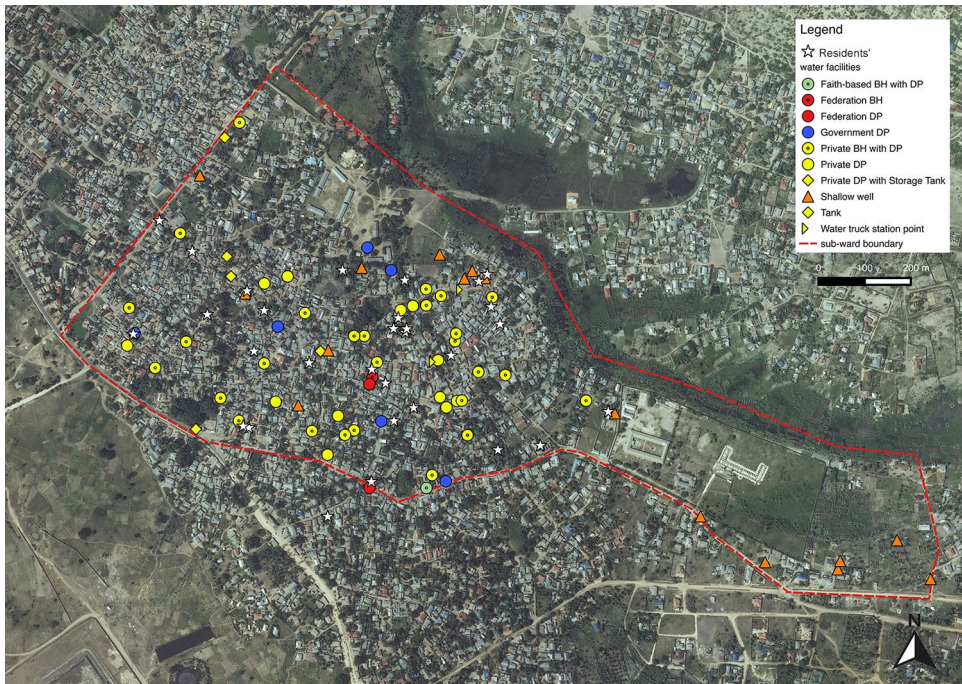 Legend
Residents'
water facilities
Faith-based BH with DP
Federation BH
Federation DP
Government DP
Private BH with DP
Private DP
Private DP with Storage Tank
Shallow well
Tank
Water truck station point
sub-ward boundary
0 100 200 m
N